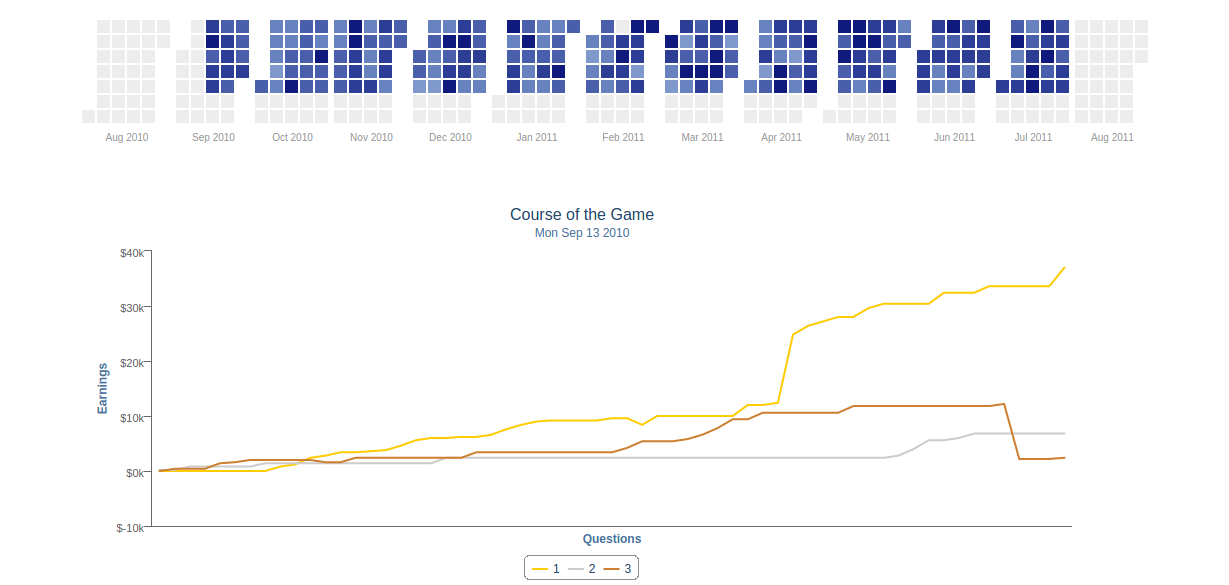 Aug 2010
Sep 2010
Oct 2010
Nov 2010
Dec 2010
Jan 2011
Feb 2011
Mar 2011
Apr 2011
May 2011
Jun 2011
Jul 2011
Aug 2011
Course of the Game
Mon Sep 13 2010
$40k
$30k
$20k
$10k
$0k
$-10k
Earnings
Questions
1 2 3